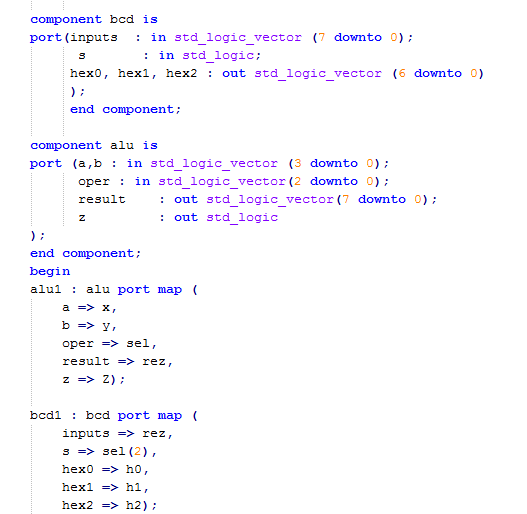 component bcd is
port(inputs  : in std_logic_vector (7 downto 0);
      s       : in std_logic;
     hex0, hex1, hex2 : out std_logic_vector (6 downto 0)
     );
     end component;

component alu is
port (a,b : in std_logic_vector (3 downto 0);
      oper : in std_logic_vector(2 downto 0);
      result    : out std_logic_vector(7 downto 0);
      z         : out std_logic
);
end component;
begin
alu1 : alu port map (
    a => x,
    b => y,
    oper => sel,
    result => rez,
    z => Z);

bcd1 : bcd port map (
    inputs => rez,
    s => sel(2),
    hex0 => h0,
    hex1 => h1,
    hex2 => h2);